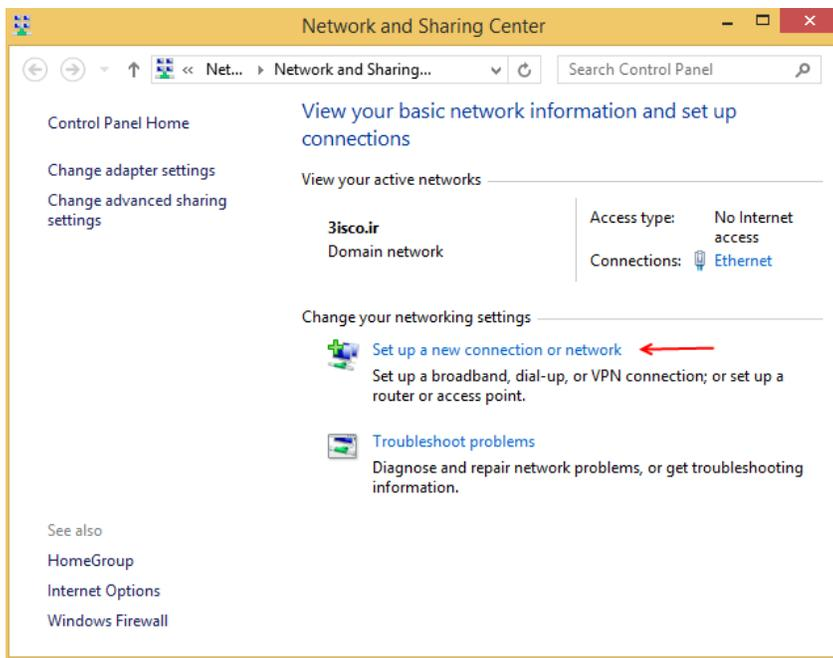 Network and Sharing Center
« Net... Network and Sharing...
Search Control Panel
Control Panel Home
Change adapter settings
Change advanced sharing
settings
View your basic network information and set up
connections
View your active networks
3isco.ir
Domain network
Access type: No Internet
access
Connections: Ethernet
Change your networking settings
Set up a new connection or network
Set up a broadband, dial-up, or VPN connection; or set up a
router or access point.
Troubleshoot problems
Diagnose and repair network problems, or get troubleshooting
information.
See also
HomeGroup
Internet Options
Windows Firewall